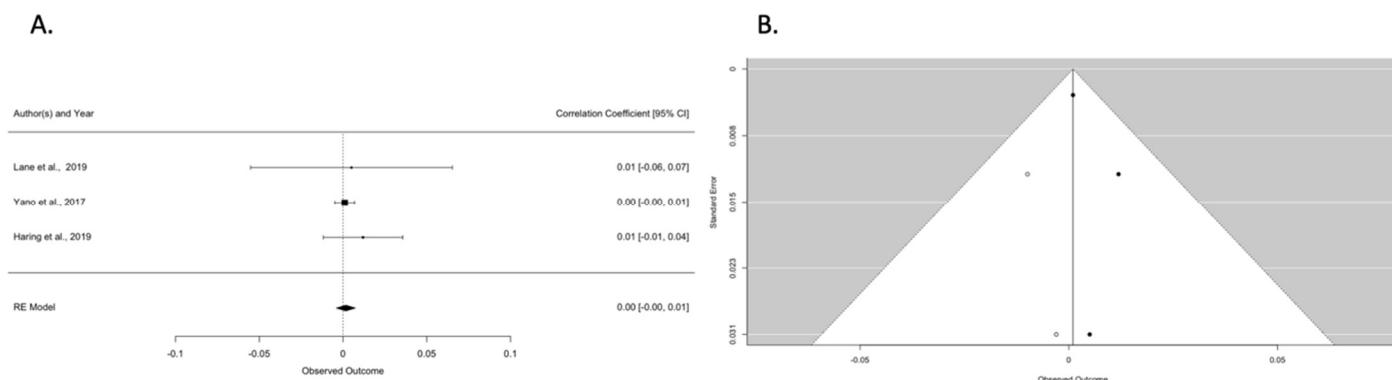 A.
Author(s) and Year
Correlation Coefficient [95% CI]
Lane et al., 2019
0.01 [-0.06, 0.07]
Yano et al., 2017
0.00 [-0.00, 0.01]
Haring et al., 2019
0.01 [-0.01, 0.04]
RE Model
0.00 [-0.00, 0.01]
-0.1
-0.05
0
0.05
0.1
Observed Outcome
B.
Standard Error
0
0.008
0.015
0.023
0.031
-0.05
0
0.05
Observed Outcome